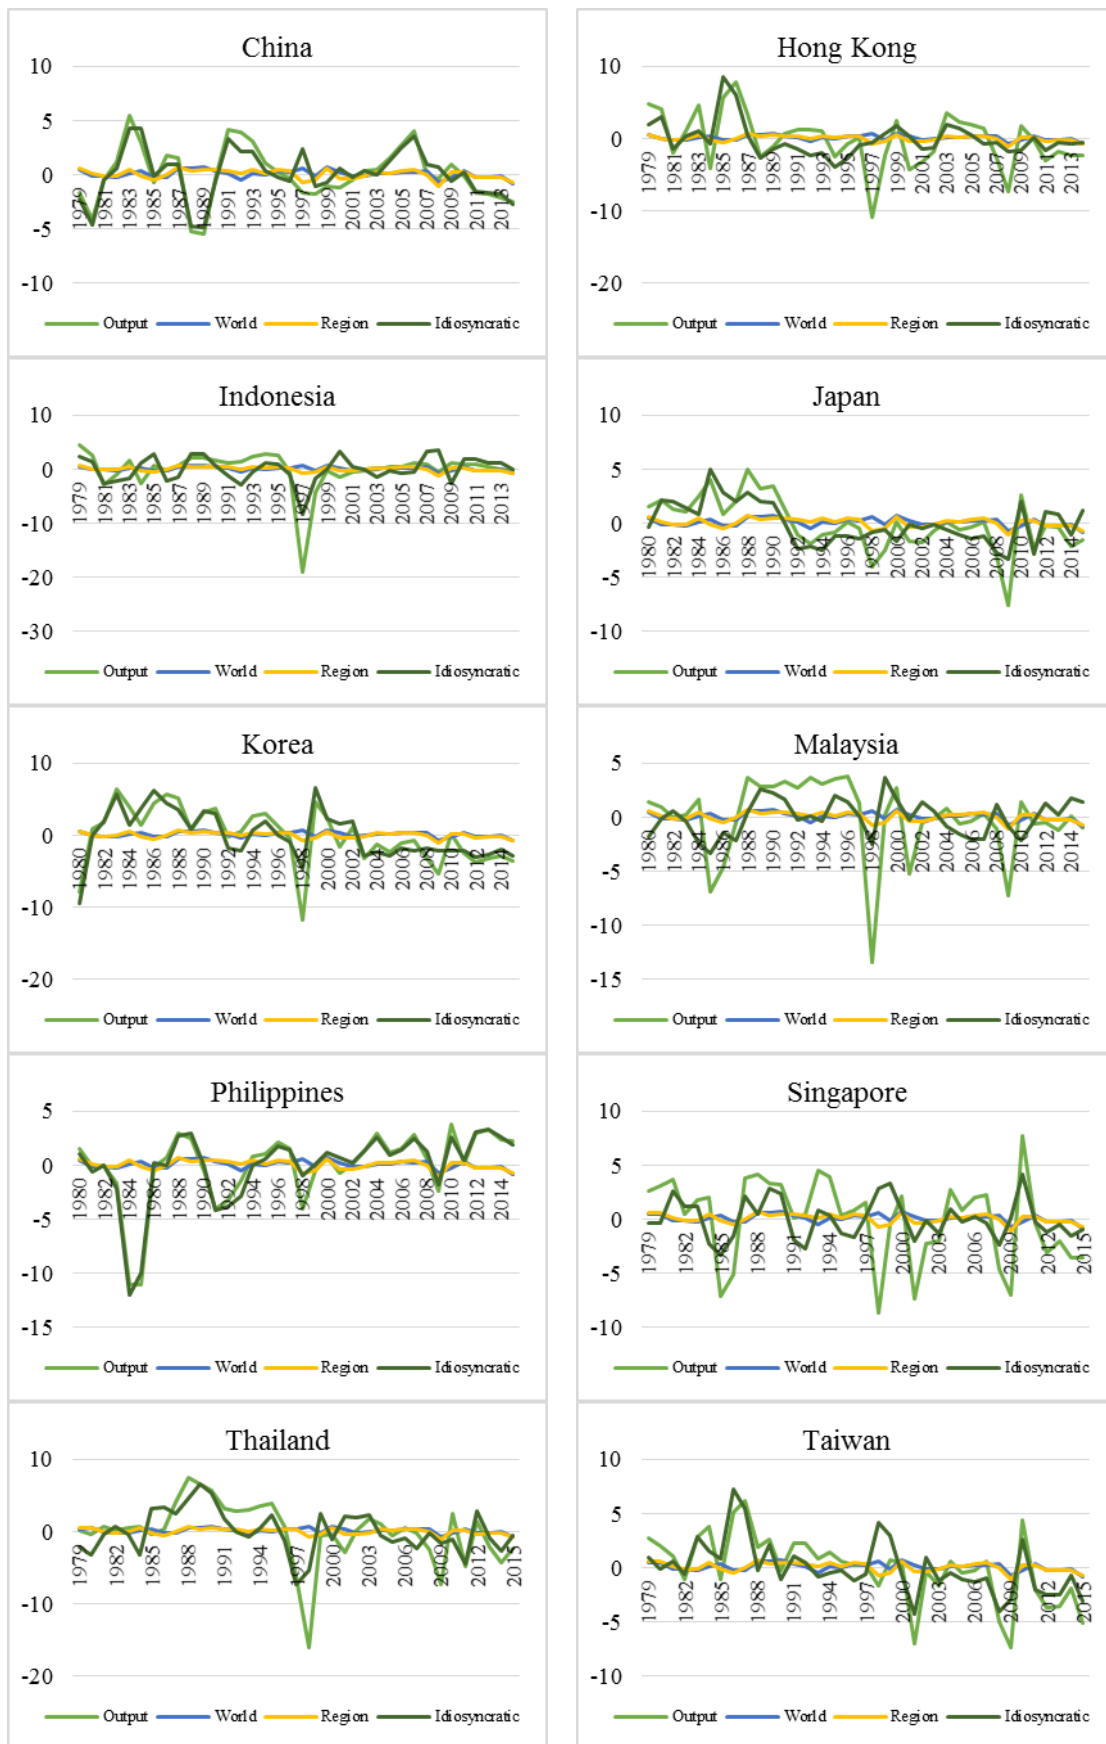 China
10
5
0
-5
-10
1979 1981 1983 1985 1987 1989 1991 1993 1995 1997 1999 2001 2003 2005 2007 2009 2011 2013
Output World Region Idiosyncratic
Hong Kong
10
0
-10
-20
1979 1981 1983 1985 1987 1989 1991 1993 1995 1997 1999 2001 2003 2005 2007 2009 2011 2013
Output World Region Idiosyncratic
Indonesia
10
0
-10
-20
-30
1979 1981 1983 1985 1987 1989 1991 1993 1995 1997 1999 2001 2003 2005 2007 2009 2011 2013
Output World Region Idiosyncratic
Japan
10
5
0
-5
-10
1980 1982 1984 1986 1988 1990 1992 1994 1996 1998 2000 2002 2004 2006 2008 2010 2012 2014
Output World Region Idiosyncratic
Korea
10
0
-10
-20
1980 1982 1984 1986 1988 1990 1992 1994 1996 1998 2000 2002 2004 2006 2008 2010 2012 2014
Output World Region Idiosyncratic
Malaysia
5
0
-5
-10
-15
1980 1982 1984 1986 1988 1990 1992 1994 1996 1998 2000 2002 2004 2006 2008 2010 2012 2014
Output World Region Idiosyncratic
Philippines
5
0
-5
-10
-15
1980 1982 1984 1986 1988 1990 1992 1994 1996 1998 2000 2002 2004 2006 2008 2010 2012 2014
Output World Region Idiosyncratic
Singapore
10
5
0
-5
-10
1979 1982 1985 1988 1991 1994 1997 2000 2003 2006 2009 2012 2015
Output World Region Idiosyncratic
Thailand
10
0
-10
-20
1979 1982 1985 1988 1991 1994 1997 2000 2003 2006 2009 2012 2015
Output World Region Idiosyncratic
Taiwan
10
5
0
-5
-10
1979 1982 1985 1988 1991 1994 1997 2000 2003 2006 2009 2012 2015
Output World Region Idiosyncratic